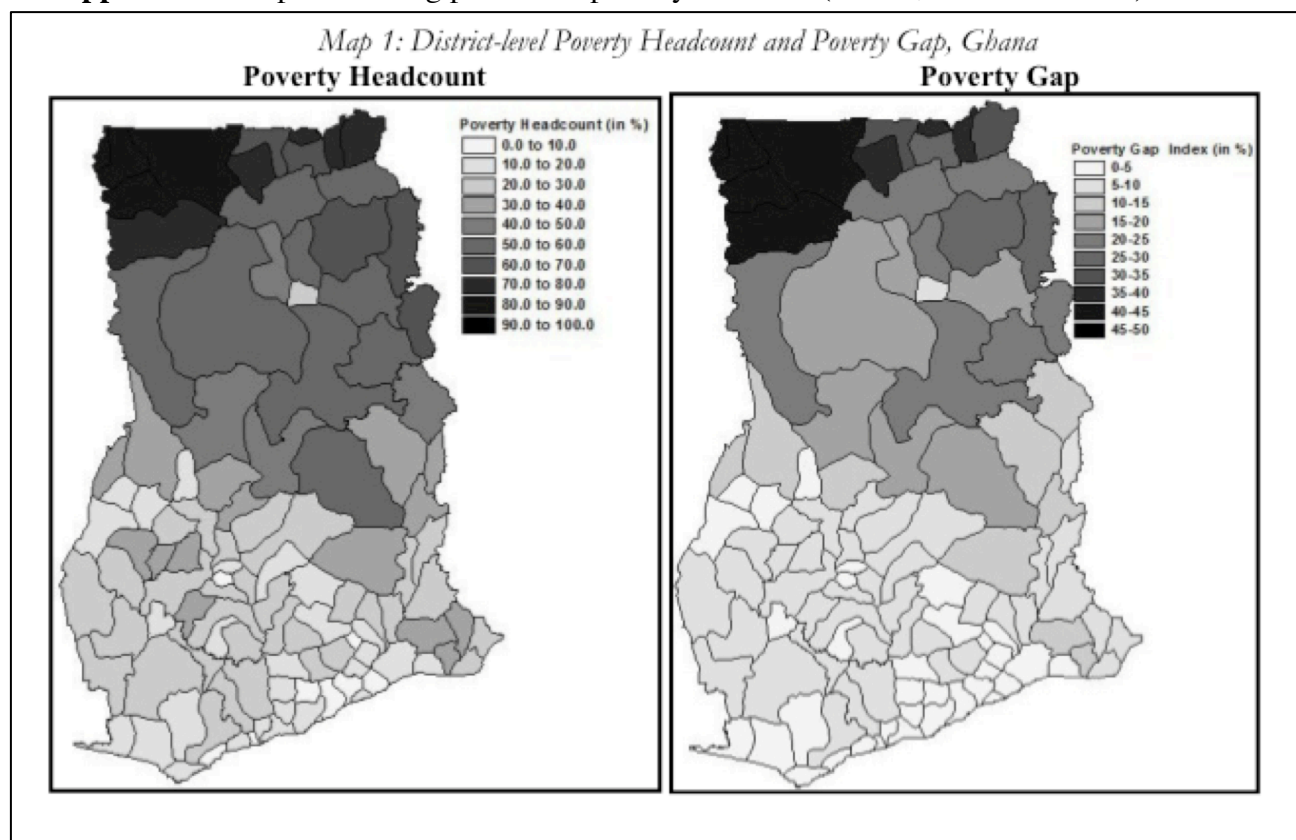 Map 1: District-level Poverty Headcount and Poverty Gap, Ghana
Poverty Headcount
Poverty Gap
Poverty Headcount (in %)
0.0 to 10.0
10.0 to 20.0
20.0 to 30.0
30.0 to 40.0
40.0 to 50.0
50.0 to 60.0
60.0 to 70.0
70.0 to 80.0
80.0 to 90.0
90.0 to 100.0
Poverty Gap Index (in %)
0-5
5-10
10-15
15-20
20-25
25-30
30-35
35-40
40-45
45-50